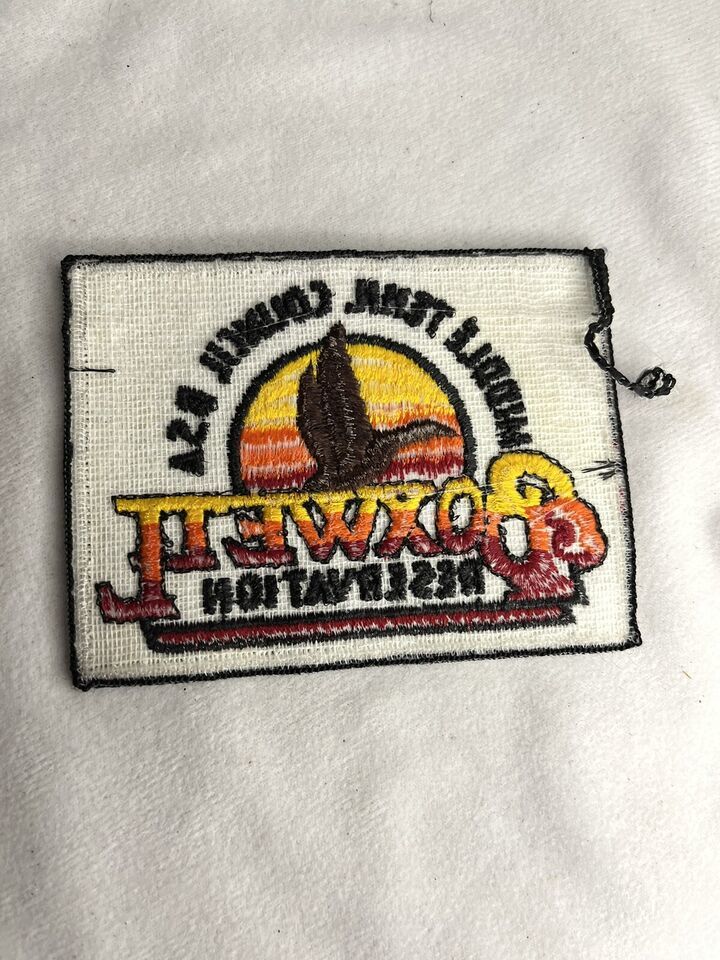 MIDDLE TENN. COUNCIL BSA
BOXWELL
RESERVATION